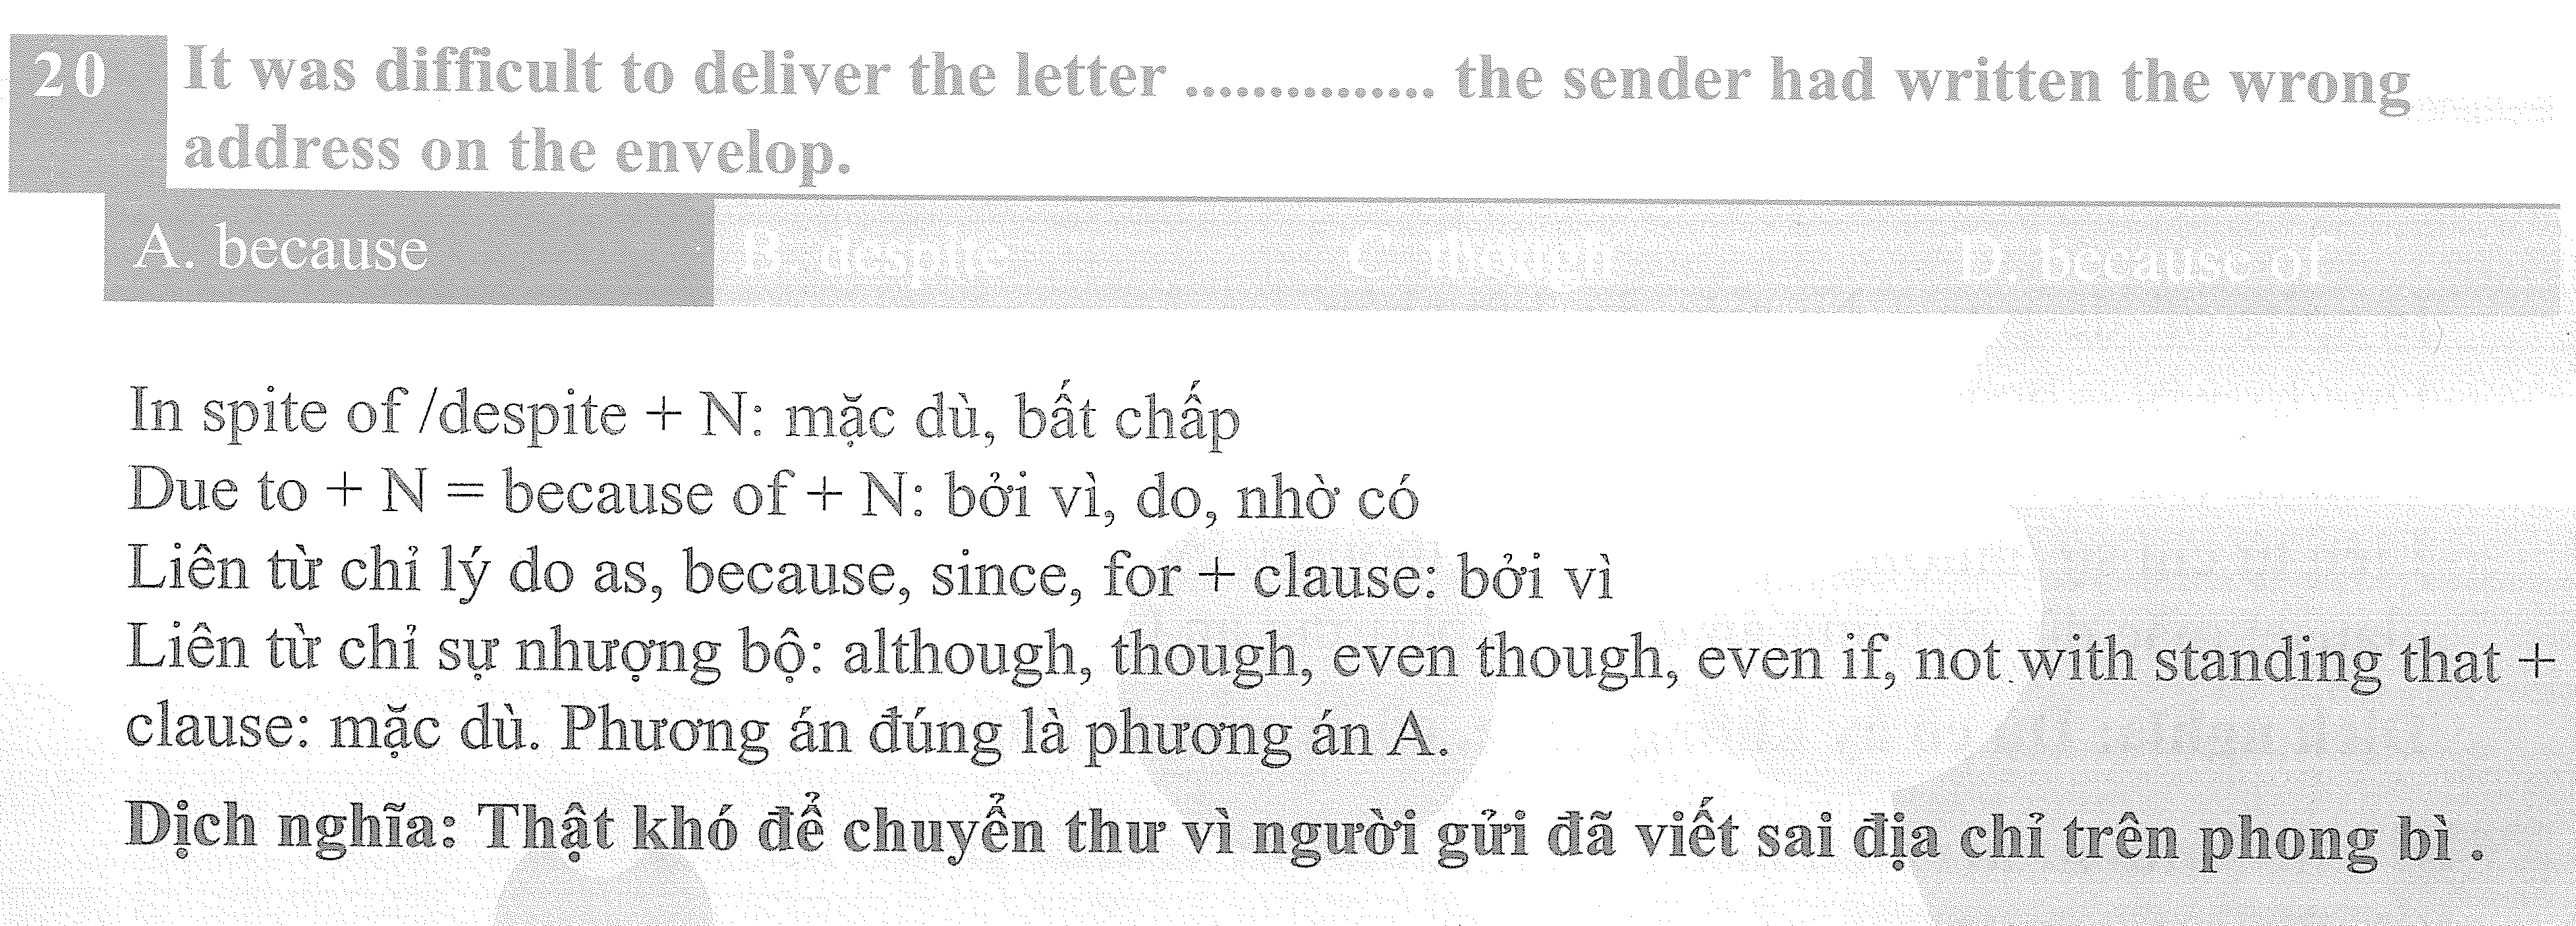 20 It was difficult to deliver the letter .............. the sender had written the wrong
address on the envelop.
A. because B. despite C. though D. because of
In spite of /despite + N: mặc dù, bất chấp
Due to + N = because of + N: bởi vì, do, nhờ có
Liên từ chỉ lý do as, because, since, for + clause: bởi vì
Liên từ chỉ sự nhượng bộ: although, though, even though, even if, not with standing that +
clause: mặc dù. Phương án đúng là phương án A.
Dịch nghĩa: Thật khó để chuyển thư vì người gửi đã viết sai địa chỉ trên phong bì .